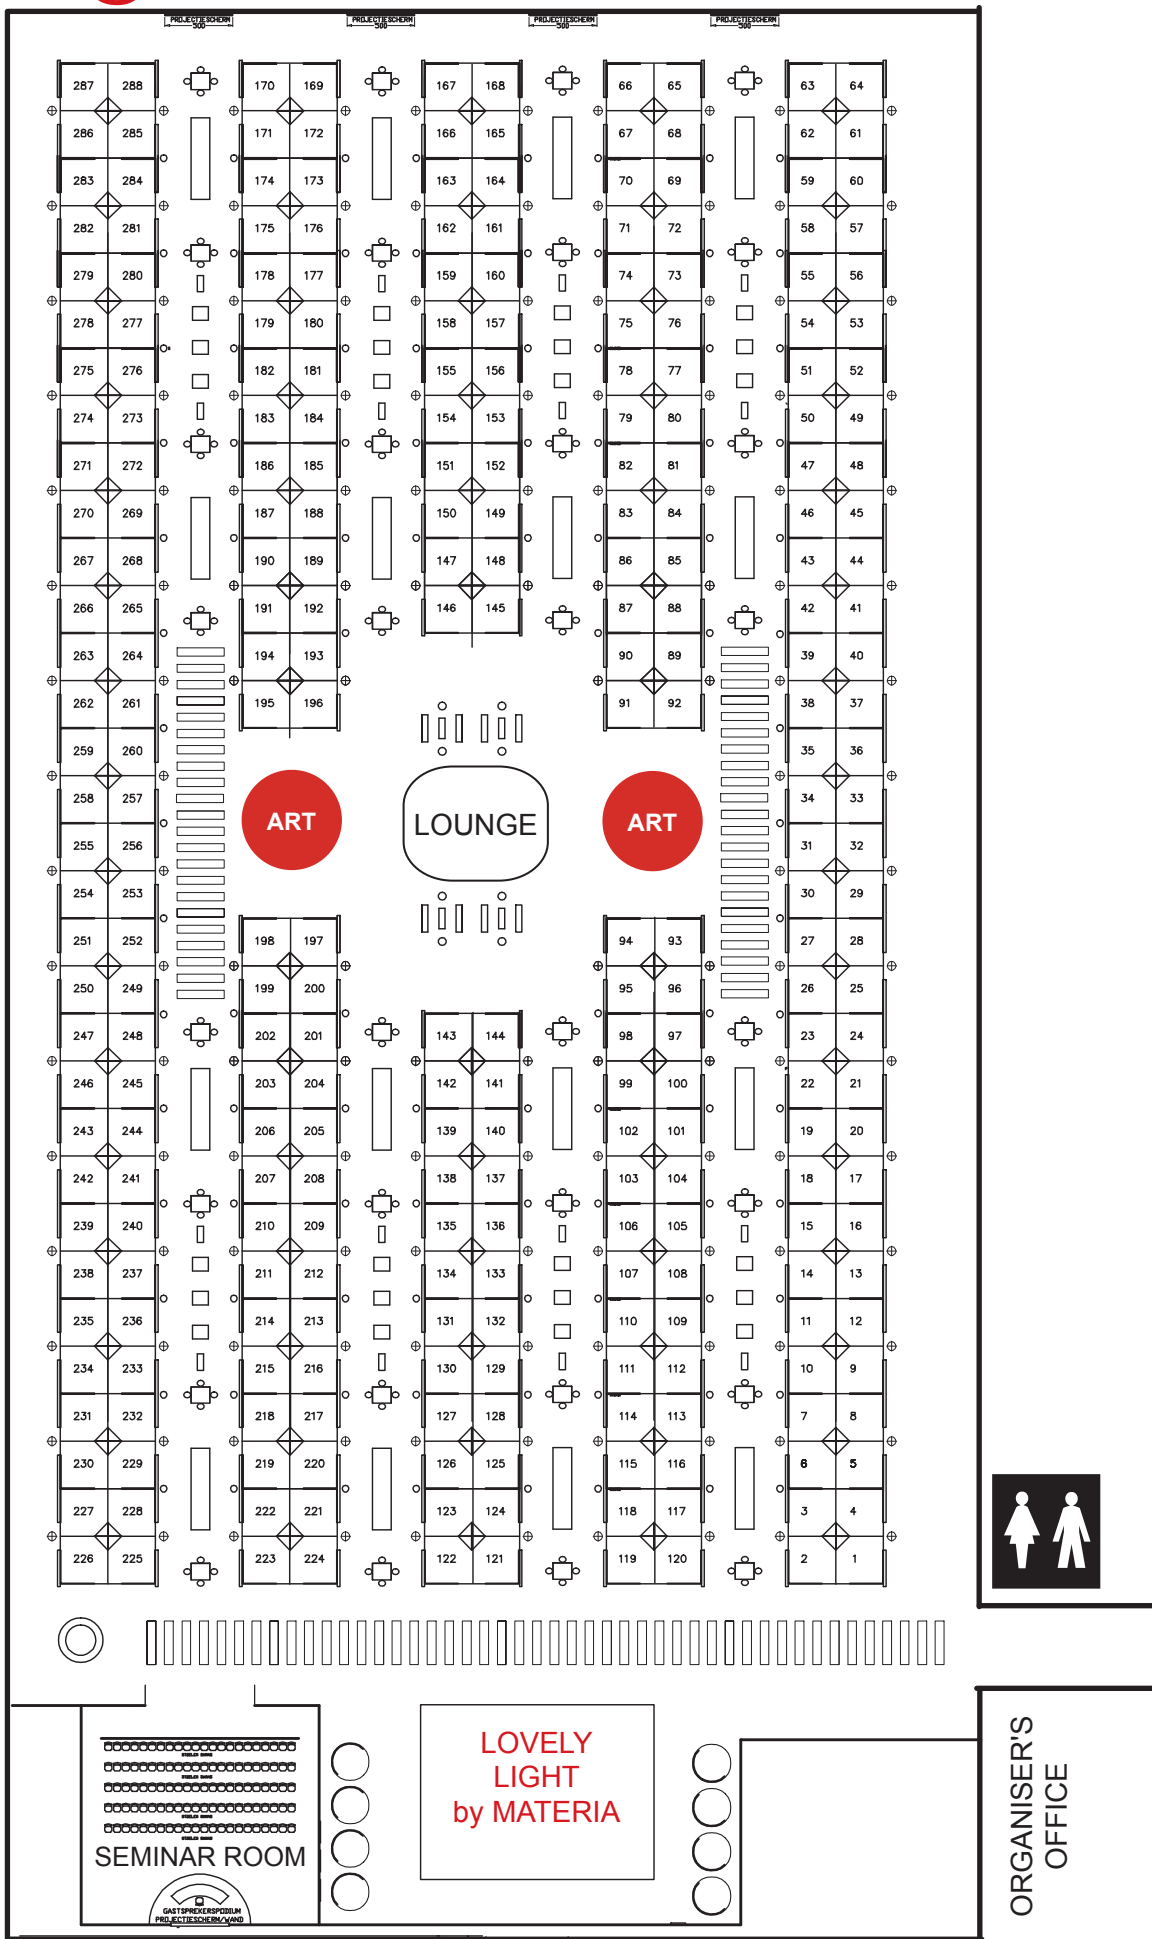 PROJECTIESCHERM PROJECTIESCHERM PROJECTIESCHERM PROJECTIESCHERM
500 500 500 500
287 288 170 169 167 168 66 65 63 64
286 285 171 172 166 165 67 68 62 61
283 284 174 173 163 164 70 69 59 60
282 281 175 176 162 161 71 72 58 57
279 280 178 177 159 160 74 73 55 56
278 277 179 180 158 157 75 76 54 53
275 276 182 181 155 156 78 77 51 52
274 273 183 184 154 153 79 80 50 49
271 272 186 185 151 152 82 81 47 48
270 269 187 188 150 149 83 84 46 45
267 268 190 189 147 148 86 85 43 44
266 265 191 192 146 145 87 88 42 41
263 264 194 193 90 89 39 40
262 261 195 196 91 92 38 37
259 260 35 36
258 257 34 33
ART LOUNGE ART
255 256 31 32
254 253 30 29
251 252 198 197 94 93 27 28
250 249 199 200 95 96 26 25
247 248 202 201 143 144 98 97 23 24
246 245 203 204 142 141 99 100 22 21
243 244 206 205 139 140 102 101 19 20
242 241 207 208 138 137 103 104 18 17
239 240 210 209 135 136 106 105 15 16
238 237 211 212 134 133 107 108 14 13
235 236 214 213 131 132 110 109 11 12
234 233 215 216 130 129 111 112 10 9
231 232 218 217 127 128 114 113 7 8
230 229 219 220 126 125 115 116 6 5
227 228 222 221 123 124 118 117 3 4
226 225 223 224 122 121 119 120 2 1
LOVELY
LIGHT
by MATERIA
SEMINAR ROOM
GASTSPREKERSPODIUM
PROJECTIESCHERM/WAND
ORGANISER'S
OFFICE